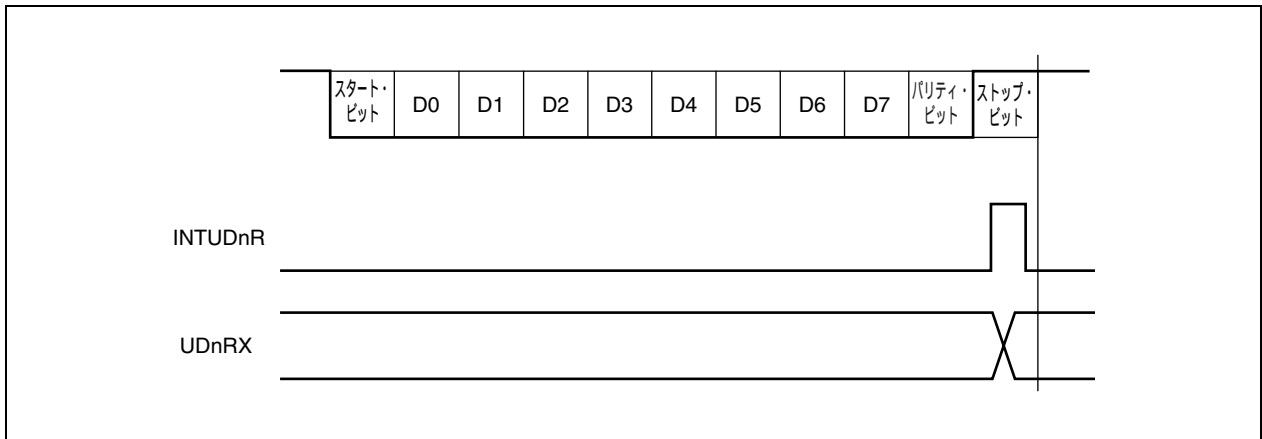 スタート・
ビット
D0
D1
D2
D3
D4
D5
D6
D7
パリティ・
ビット
ストップ・
ビット
INTUDnR
UDnRX